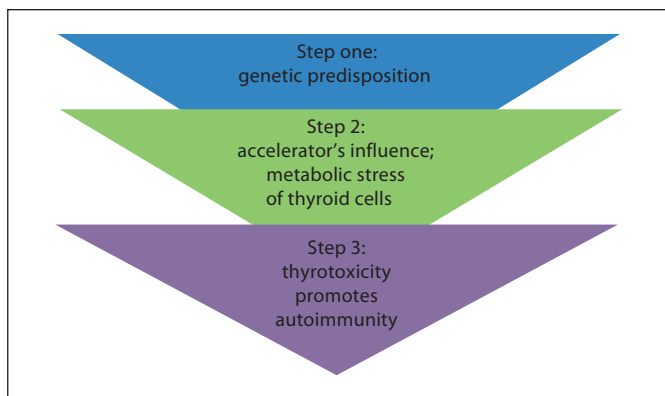 Step one:
genetic predisposition
Step 2:
accelerator's influence;
metabolic stress
of thyroid cells
Step 3:
thyrotoxicity
promotes
autoimmunity